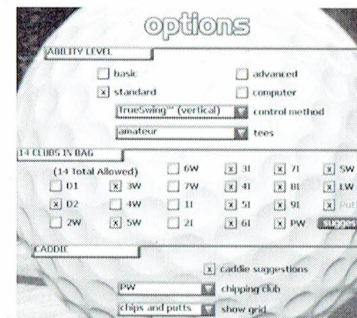 options
ABILITY LEVEL
basic advanced
standard computer
TrueSwing™ (vertical) control method
amateur tees
14 CLUBS IN BAG
(14 Total Allowed) 6W 3I 7I SW
D1 3W 7W 4I 8I LW
D2 4W 1I 5I 9I Put
2W 5W 2I 6I PW sugges
CADDIE
caddie suggestions
PW chipping club
chips and putts show grid